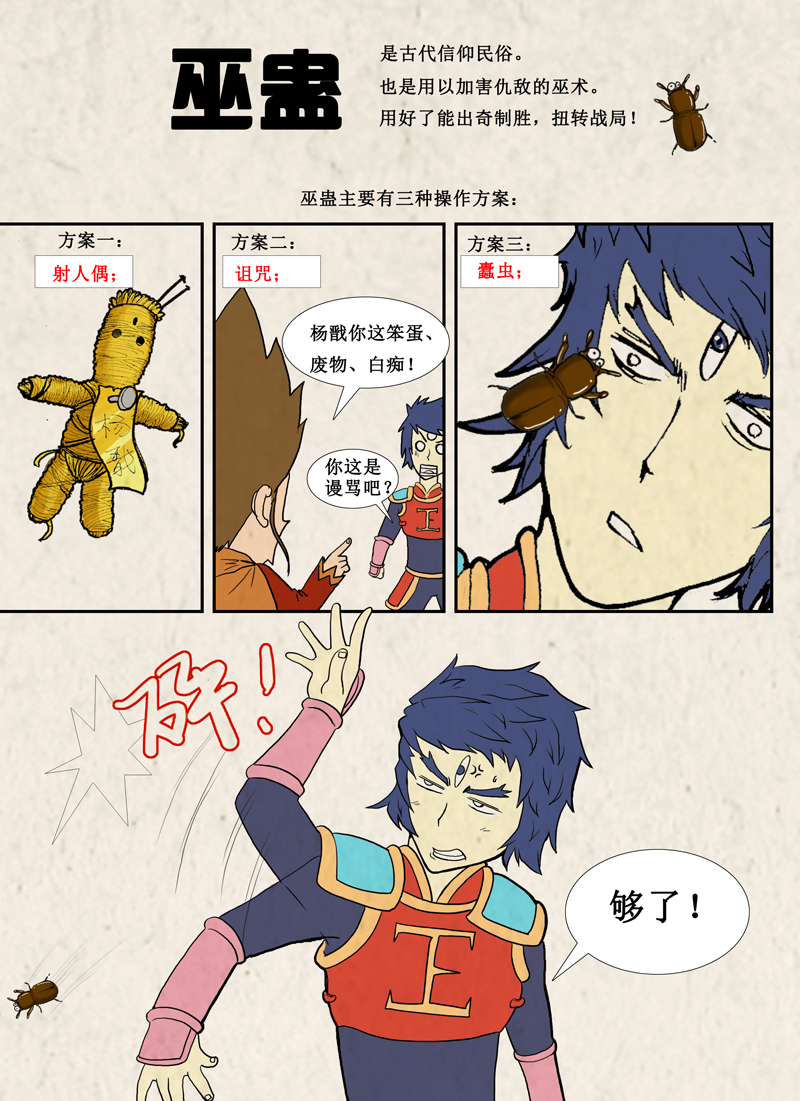 巫蛊
是古代信仰民俗。
也是用以加害仇敌的巫术。
用好了能出奇制胜，扭转战局！
巫蛊主要有三种操作方案：
方案一：
射人偶；
杨戬
方案二：
诅咒；
杨戬你这笨蛋、
废物、白痴！
你这是
谩骂吧？
王
方案三：
蠹虫；
砰！
够了！
王